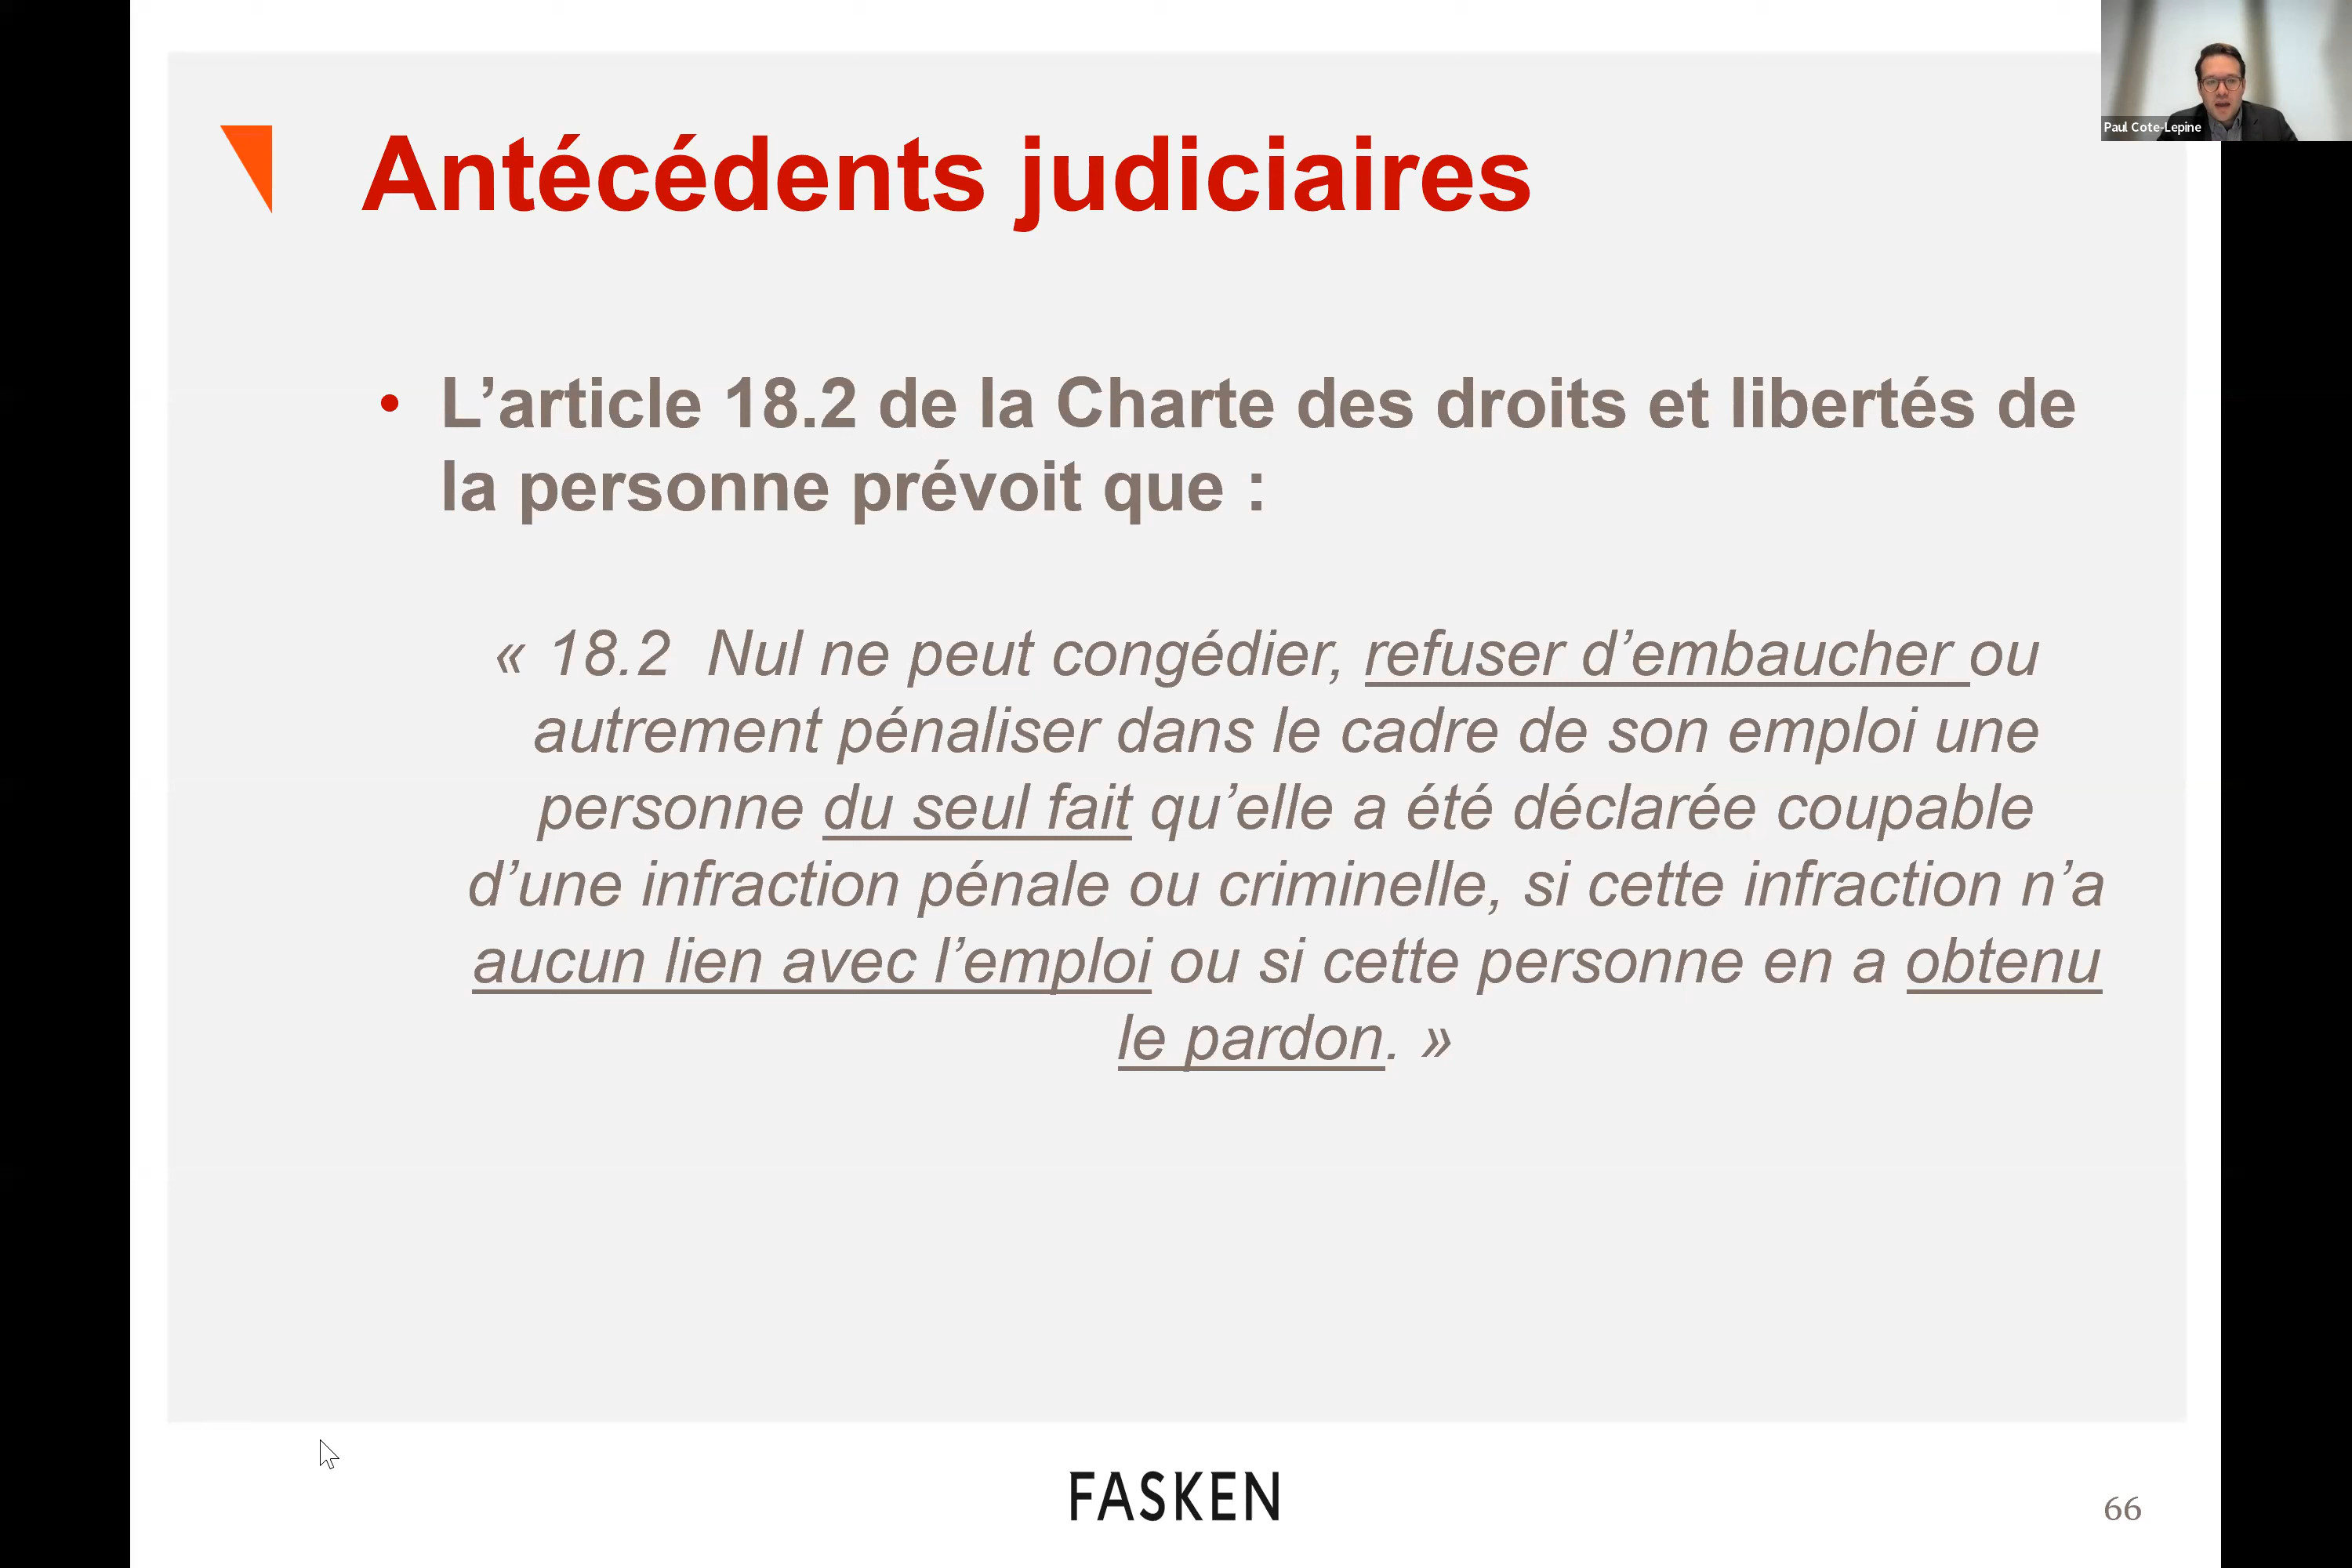 Paul Cote-Lepine
Antécédents judiciaires
• L’article 18.2 de la Charte des droits et libertés de
la personne prévoit que :
« 18.2 Nul ne peut congédier, refuser d’embaucher ou
autrement pénaliser dans le cadre de son emploi une
personne du seul fait qu’elle a été déclarée coupable
d’une infraction pénale ou criminelle, si cette infraction n’a
aucun lien avec l’emploi ou si cette personne en a obtenu
le pardon. »
FASKEN
66